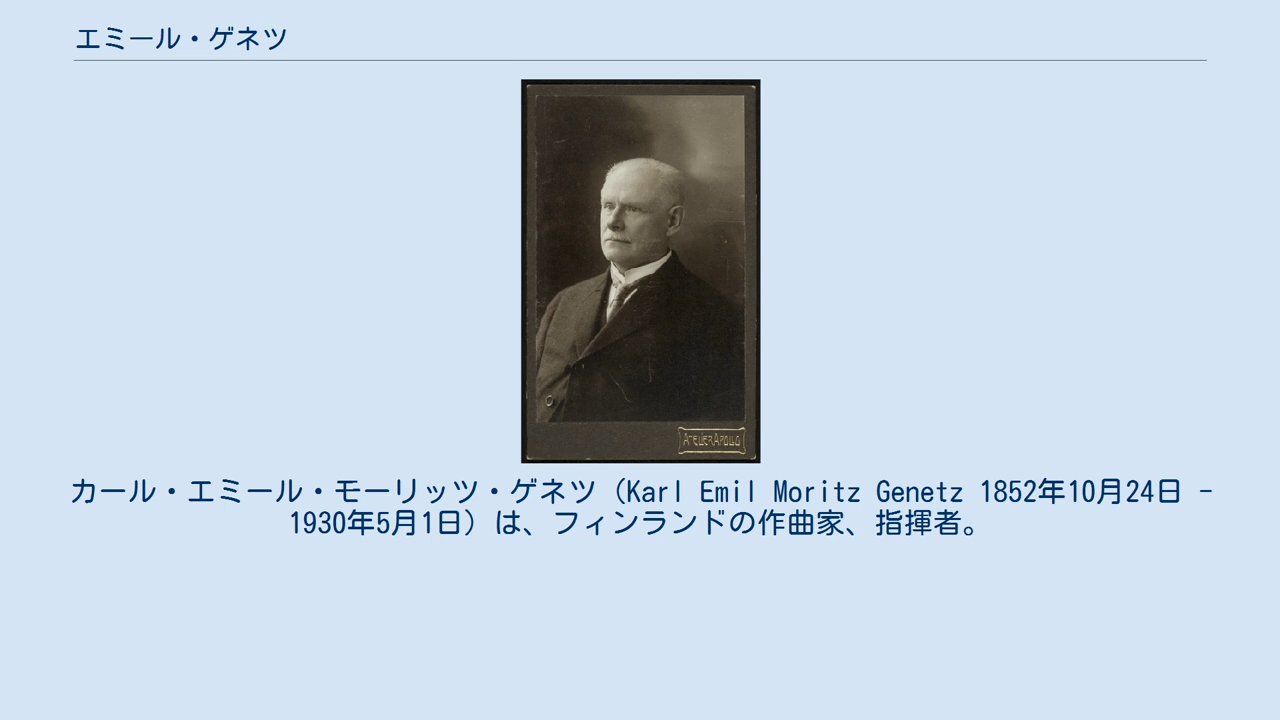 エミール・ゲネツ
ATELIER APOLLO
カール・エミール・モーリッツ・ゲネツ（Karl Emil Moritz Genetz 1852年10月24日 -
1930年5月1日）は、フィンランドの作曲家、指揮者。